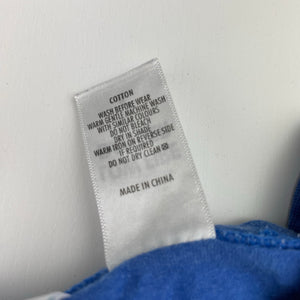 COTTON
WASH BEFORE WEAR
WARM GENTLE MACHINE WASH
WITH SIMILAR COLOURS
DO NOT BLEACH
DRY IN SHADE
WARM IRON ON REVERSE SIDE
IF REQUIRED
DO NOT DRY CLEAN
MADE IN CHINA